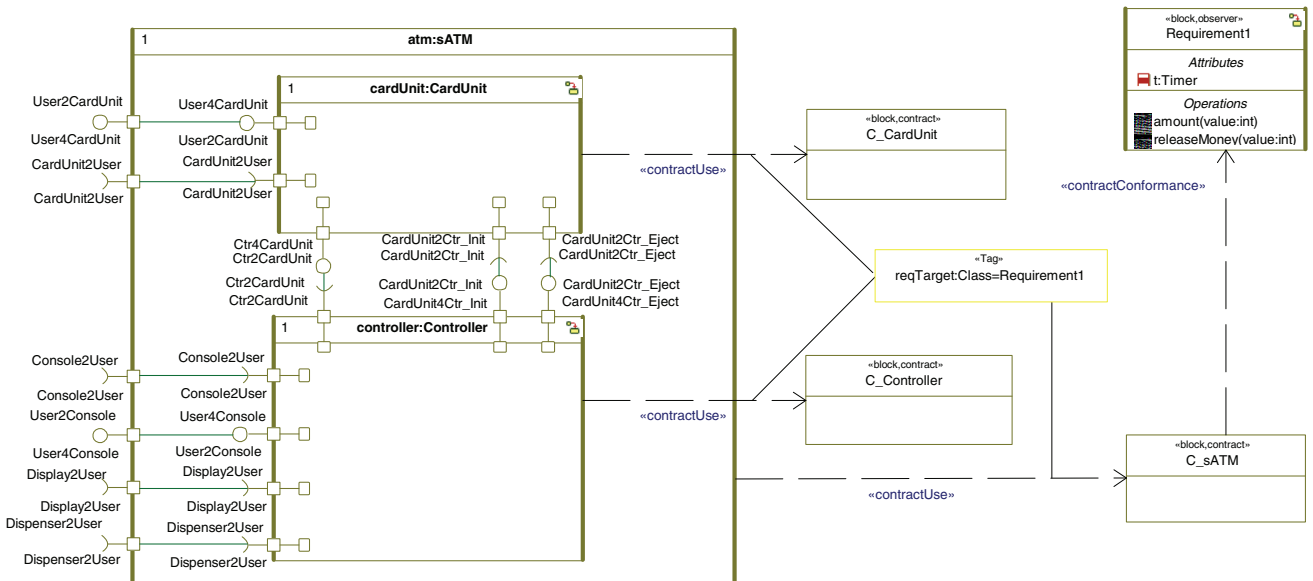 1
atm:sATM
«block,observer»
Requirement1
Attributes
t:Timer
Operations
amount(value:int)
releaseMoney(value:int)
1
cardUnit:CardUnit
User2CardUnit
User4CardUnit
User4CardUnit
User2CardUnit
CardUnit2User
CardUnit2User
CardUnit2User
CardUnit2User
«block,contract»
C_CardUnit
«contractUse»
«contractConformance»
Ctr4CardUnit
Ctr2CardUnit
CardUnit2Ctr_Init
CardUnit2Ctr_Init
CardUnit2Ctr_Eject
CardUnit2Ctr_Eject
Ctr2CardUnit
Ctr2CardUnit
CardUnit2Ctr_Init
CardUnit4Ctr_Init
CardUnit2Ctr_Eject
CardUnit4Ctr_Eject
«Tag»
reqTarget:Class=Requirement1
1
controller:Controller
Console2User
Console2User
Console2User
Console2User
User2Console
User4Console
User4Console
User2Console
Display2User
Display2User
Display2User
Display2User
Dispenser2User
Dispenser2User
Dispenser2User
Dispenser2User
«block,contract»
C_Controller
«contractUse»
«block,contract»
C_sATM
«contractUse»